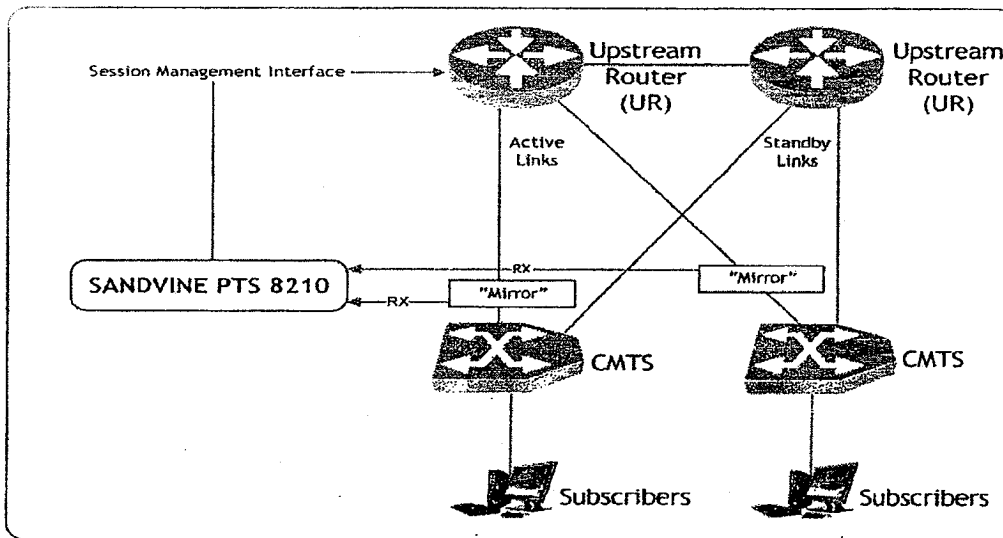 Session Management Interface
Upstream
Router
(UR)
Upstream
Router
(UR)
Active
Links
Standby
Links
SANDVINE PTS 8210
RX
"Mirror"
RX
"Mirror"
CMTS
CMTS
Subscribers
Subscribers